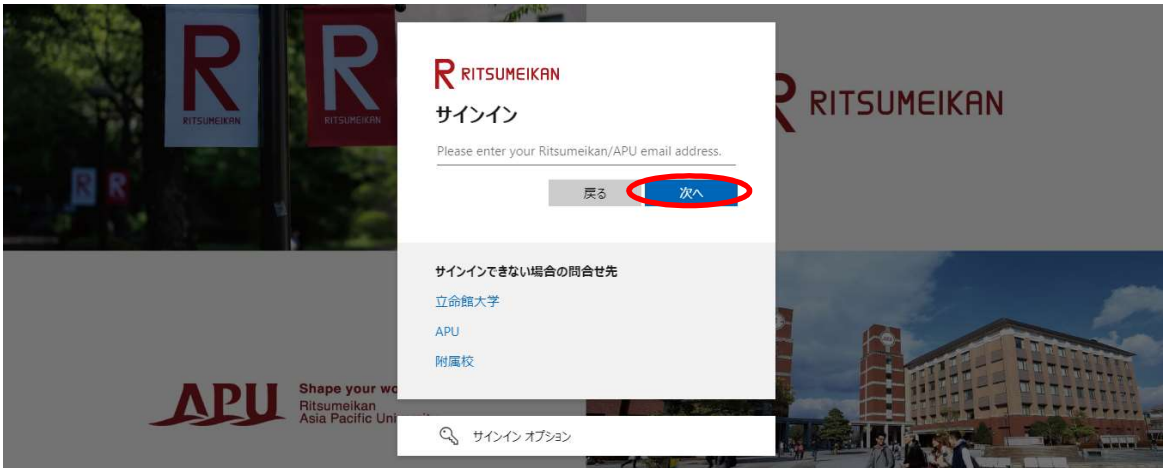 R
RITSUMEIKAN
R
RITSUMEIKAN
R R
R RITSUMEIKAN
サインイン
Please enter your Ritsumeikan/APU email address.
戻る
次へ
サインインできない場合の問合せ先
立命館大学
APU
附属校
サインイン オプション
RITSUMEIKAN
APU
Shape your wo
Ritsumeikan
Asia Pacific Uni